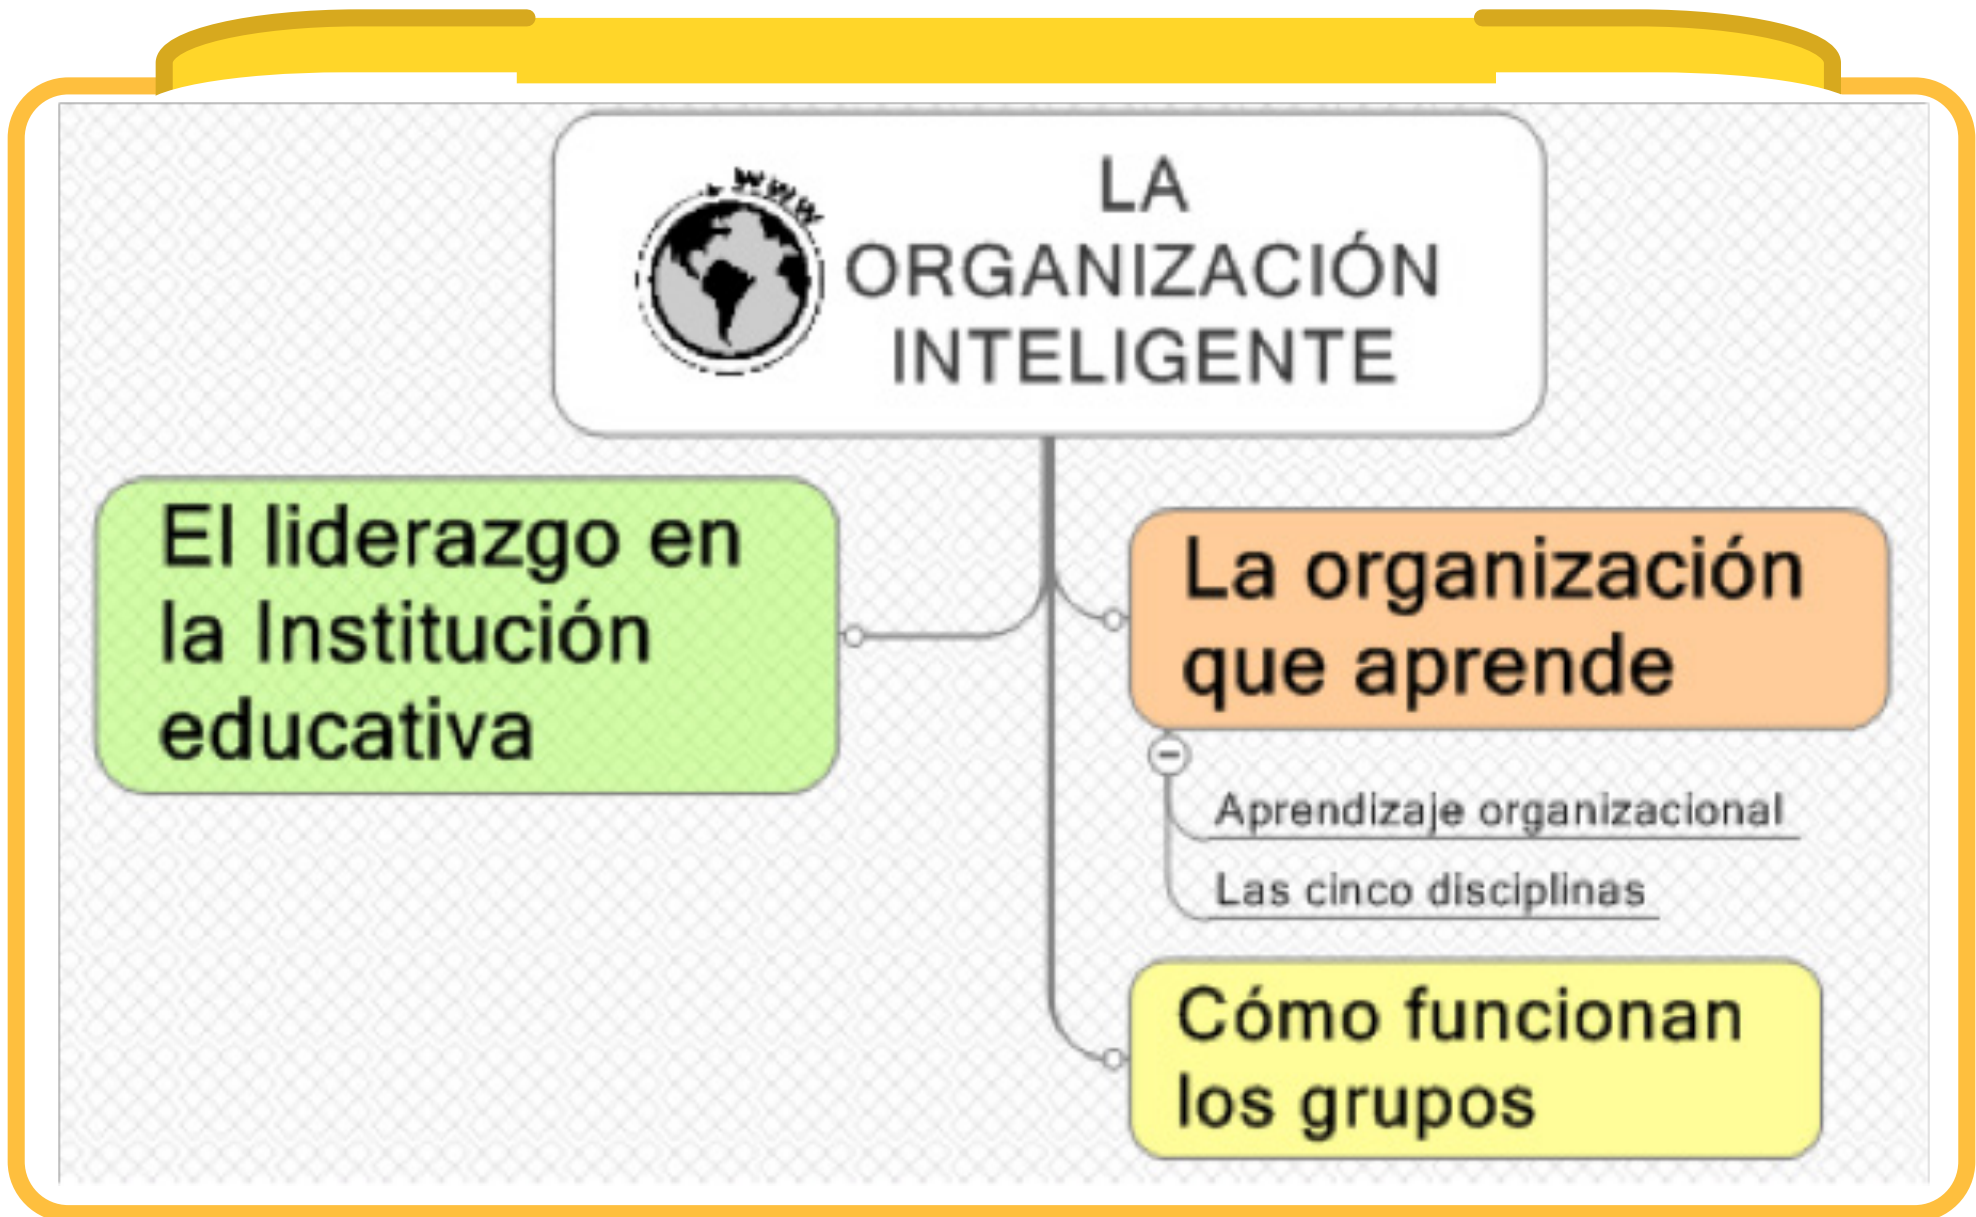 www
LA
ORGANIZACIÓN
INTELIGENTE
El liderazgo en
la Institución
educativa
La organización
que aprende
Aprendizaje organizacional
Las cinco disciplinas
Cómo funcionan
los grupos